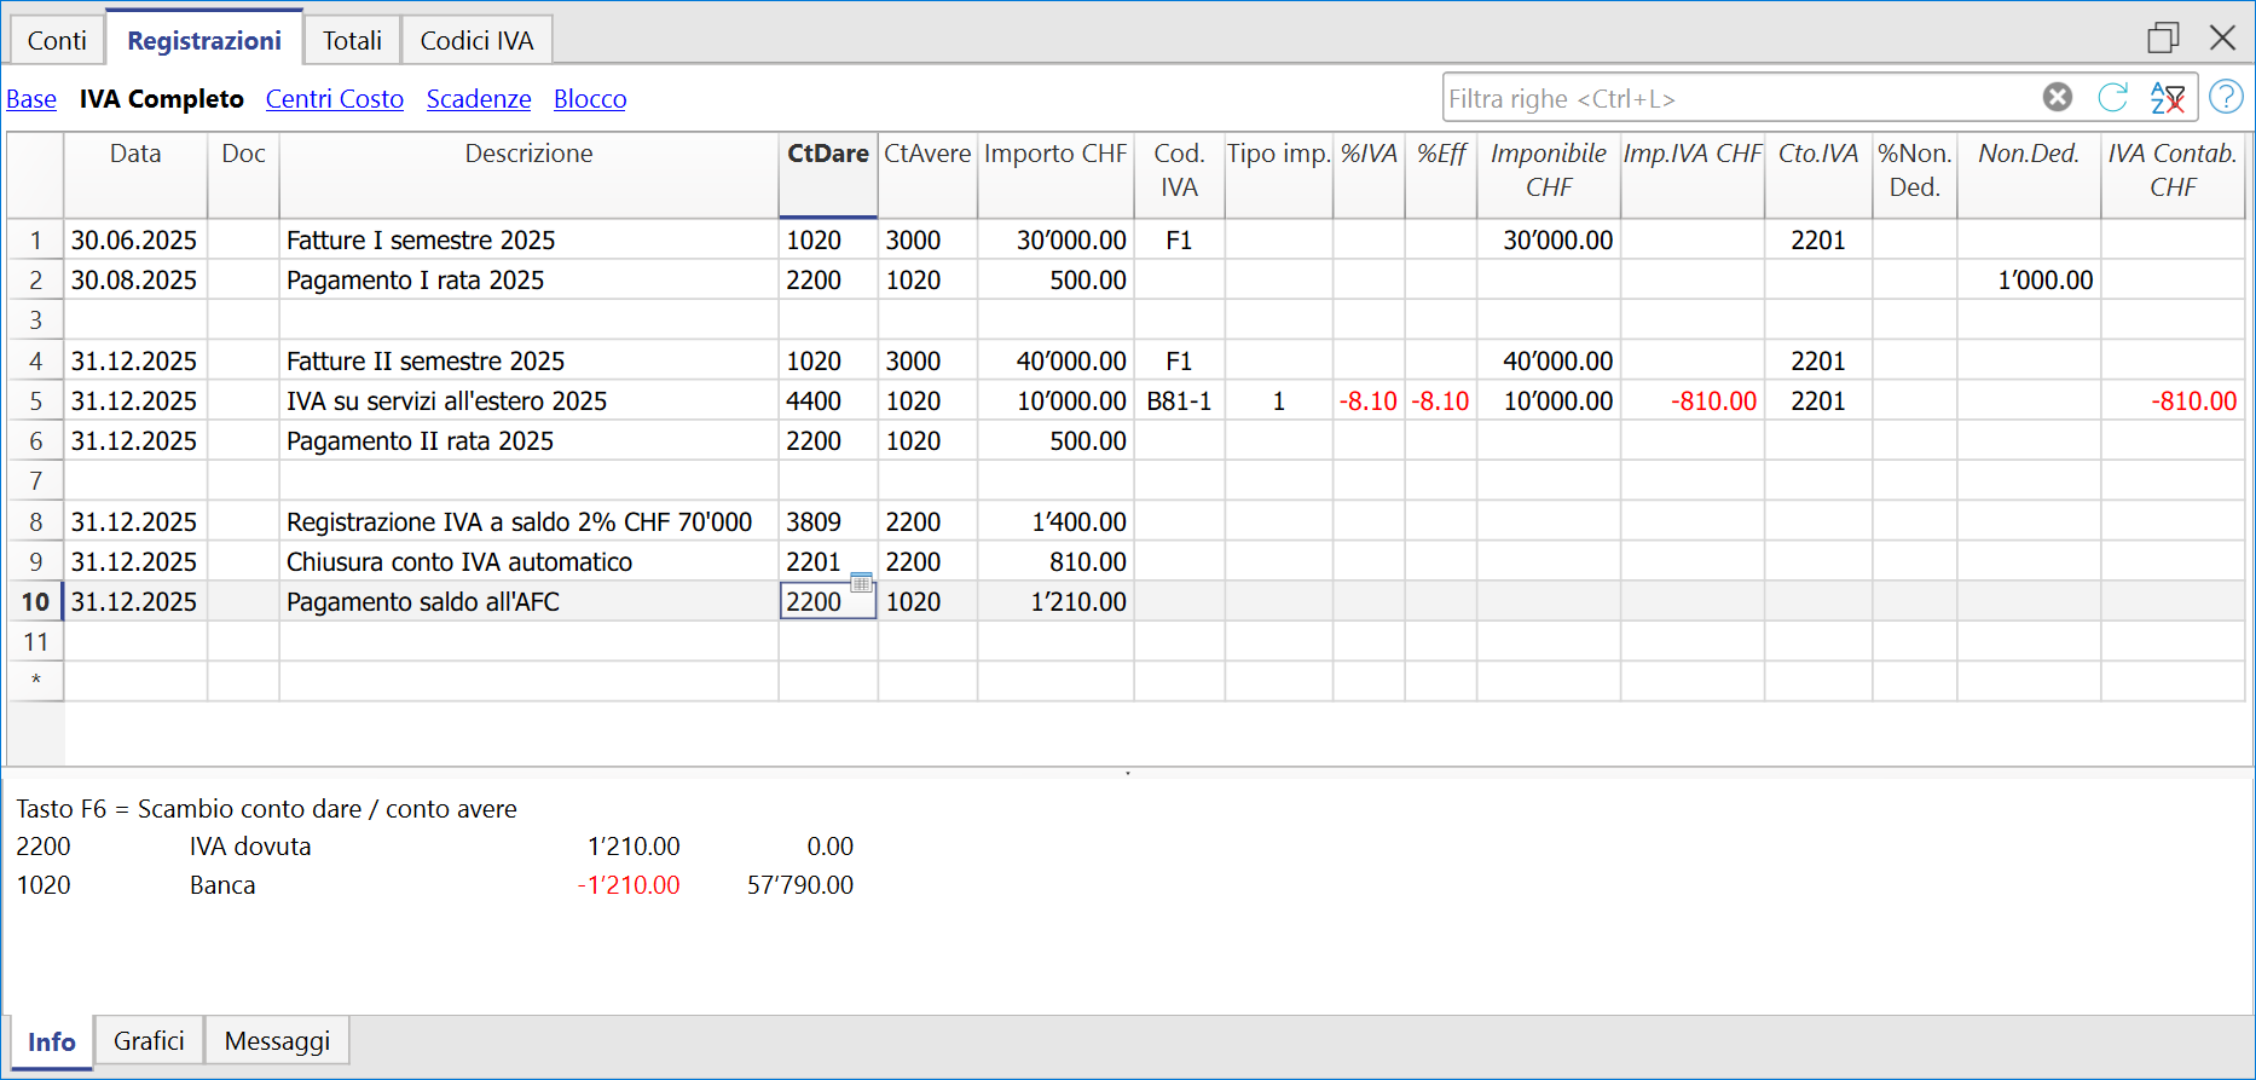 Conti Registrazioni Totali Codici IVA
Base IVA Completo Centri Costo Scadenze Blocco Filtra righe <Ctrl+L>
Data Doc Descrizione CtDare CtAvere Importo CHF Cod. IVA Tipo imp. %IVA %Eff Imponibile CHF Imp.IVA CHF Cto.IVA %Non. Ded. Non.Ded. IVA Contab. CHF
1 30.06.2025 Fatture I semestre 2025 1020 3000 30’000.00 F1 30’000.00 2201
2 30.08.2025 Pagamento I rata 2025 2200 1020 500.00 1’000.00
3
4 31.12.2025 Fatture II semestre 2025 1020 3000 40’000.00 F1 40’000.00 2201
5 31.12.2025 IVA su servizi all'estero 2025 4400 1020 10’000.00 B81-1 1 -8.10 -8.10 10’000.00 -810.00 2201 -810.00
6 31.12.2025 Pagamento II rata 2025 2200 1020 500.00
7
8 31.12.2025 Registrazione IVA a saldo 2% CHF 70'000 3809 2200 1’400.00
9 31.12.2025 Chiusura conto IVA automatico 2201 2200 810.00
10 31.12.2025 Pagamento saldo all'AFC 2200 1020 1’210.00
11
*
Tasto F6 = Scambio conto dare / conto avere
2200 IVA dovuta 1’210.00 0.00
1020 Banca -1’210.00 57’790.00
Info Grafici Messaggi